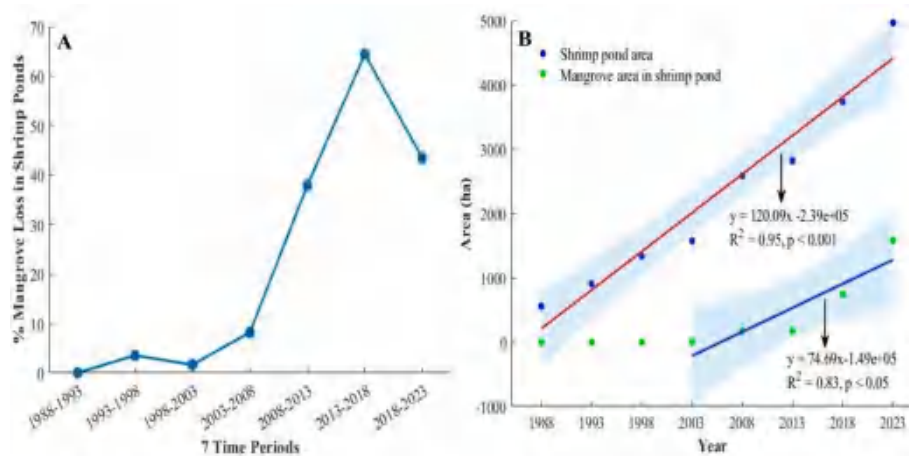 A
% Mangrove Loss in Shrimp Ponds
70
60
50
40
30
20
10
0
1988-1993
1993-1998
1998-2003
2003-2008
2008-2013
2013-2018
2018-2023
7 Time Periods
B
Shrimp pond area
Mangrove area in shrimp pond
Area (ha)
5000
4000
3000
2000
1000
0
-1000
y = 120.09x -2.39e+05
R² = 0.95, p < 0.001
y = 74.69x-1.49e+05
R² = 0.83, p < 0.05
1988
1993
1998
2003
2008
2013
2018
2023
Year